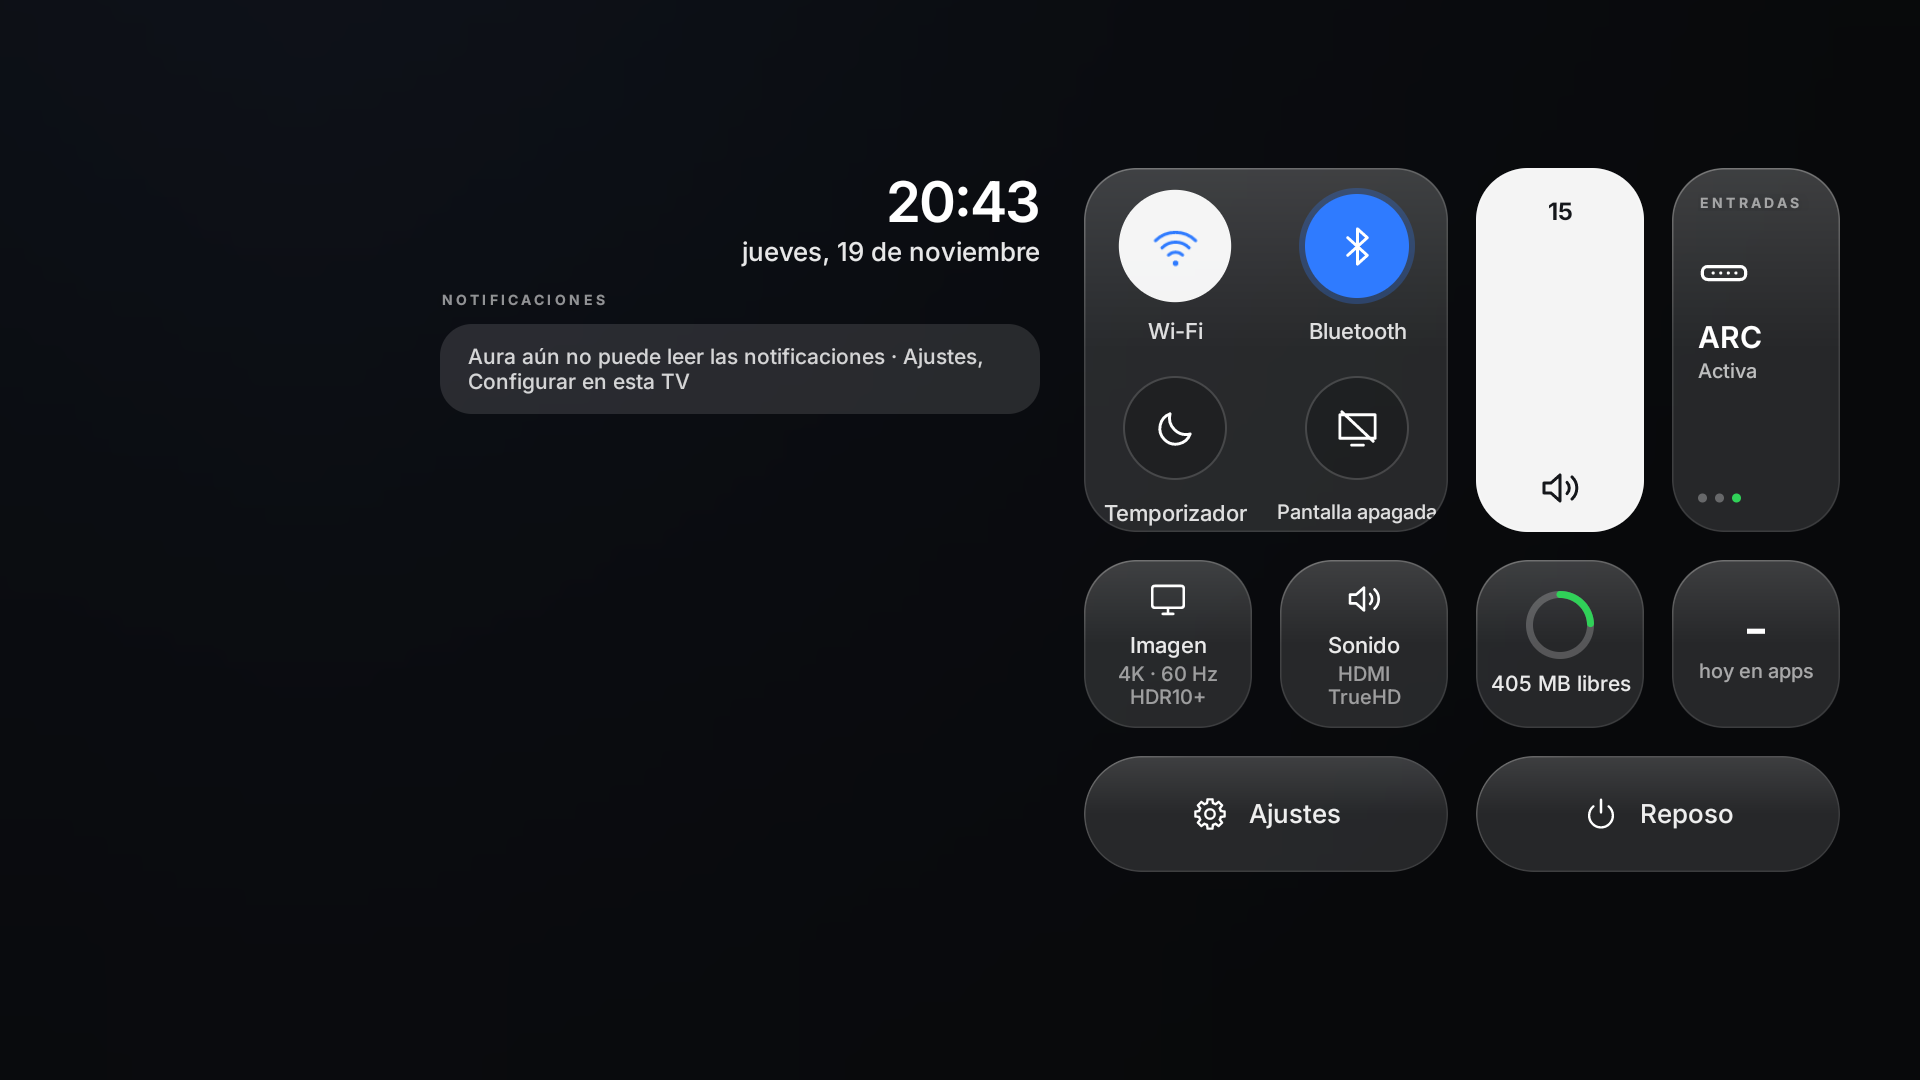 20:43
jueves, 19 de noviembre
NOTIFICACIONES
Aura aún no puede leer las notificaciones · Ajustes,
Configurar en esta TV
Wi-Fi
Bluetooth
Temporizador
Pantalla apagada
15
ENTRADAS
ARC
Activa
Imagen
4K · 60 Hz
HDR10+
Sonido
HDMI
TrueHD
405 MB libres
-
hoy en apps
Ajustes
Reposo